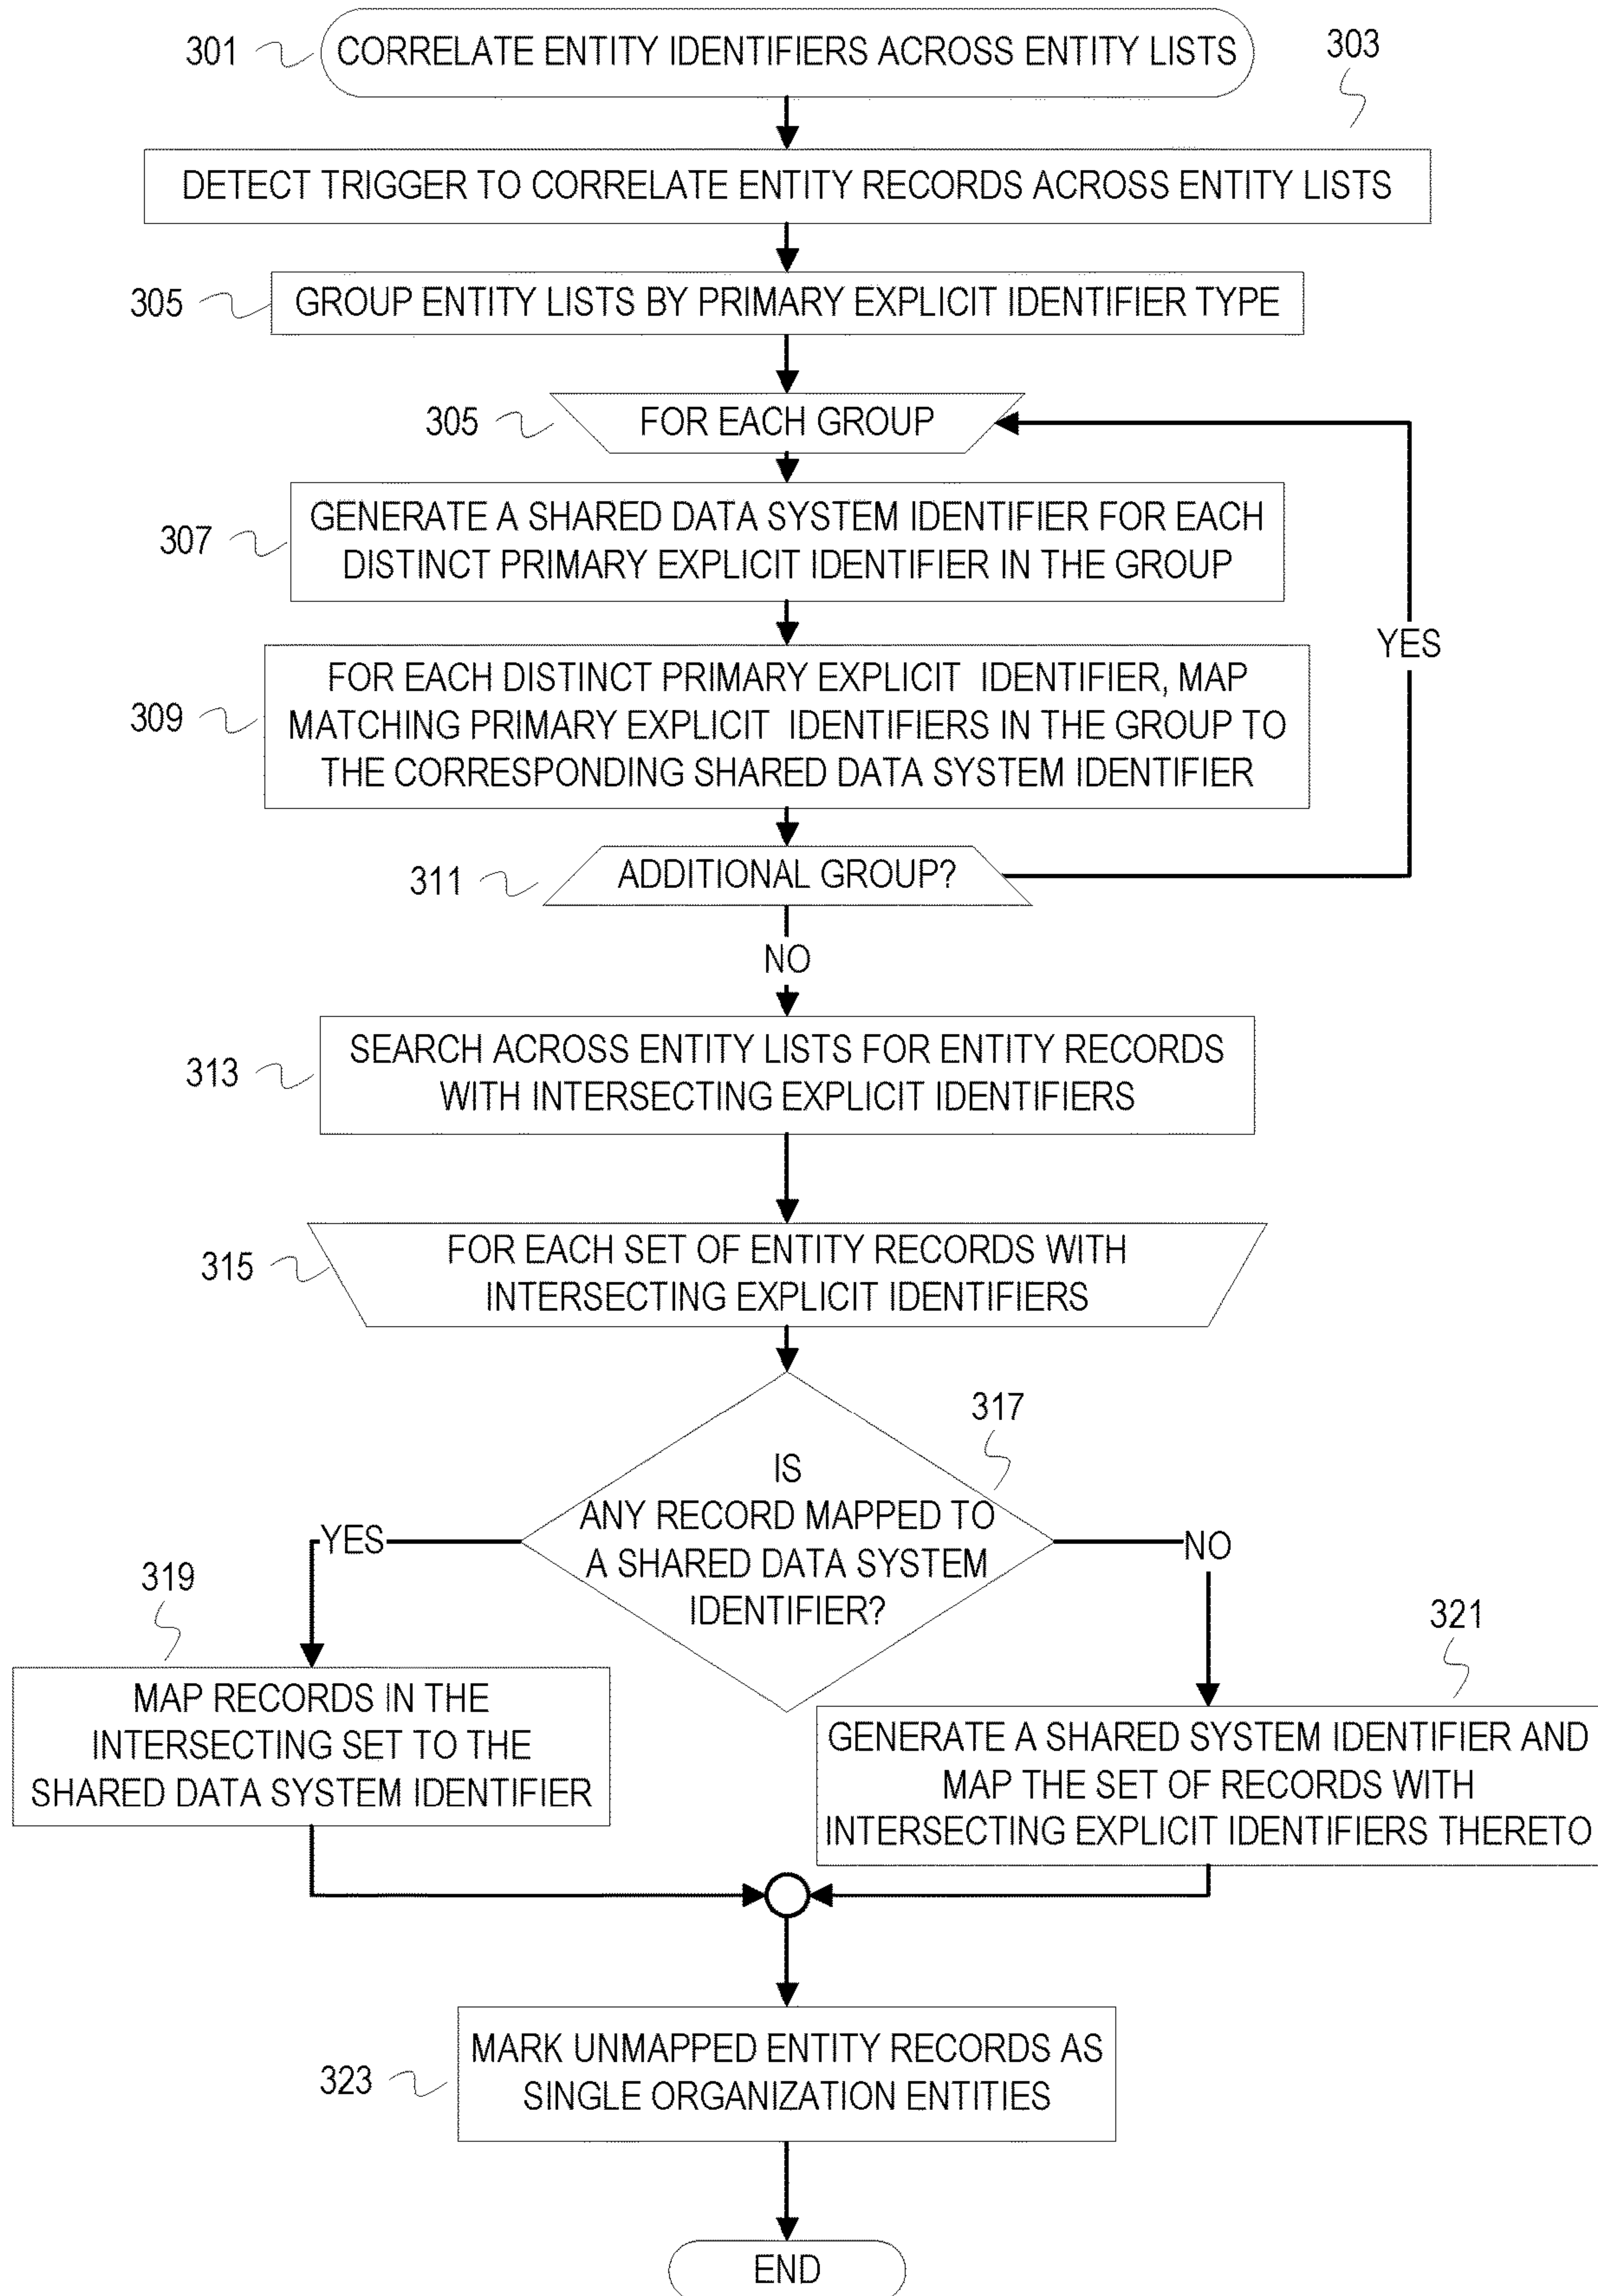 301
CORRELATE ENTITY IDENTIFIERS ACROSS ENTITY LISTS
303
DETECT TRIGGER TO CORRELATE ENTITY RECORDS ACROSS ENTITY LISTS
305
GROUP ENTITY LISTS BY PRIMARY EXPLICIT IDENTIFIER TYPE
305
FOR EACH GROUP
307
GENERATE A SHARED DATA SYSTEM IDENTIFIER FOR EACH
DISTINCT PRIMARY EXPLICIT IDENTIFIER IN THE GROUP
YES
309
FOR EACH DISTINCT PRIMARY EXPLICIT IDENTIFIER, MAP
MATCHING PRIMARY EXPLICIT IDENTIFIERS IN THE GROUP TO
THE CORRESPONDING SHARED DATA SYSTEM IDENTIFIER
311
ADDITIONAL GROUP?
NO
313
SEARCH ACROSS ENTITY LISTS FOR ENTITY RECORDS
WITH INTERSECTING EXPLICIT IDENTIFIERS
315
FOR EACH SET OF ENTITY RECORDS WITH
INTERSECTING EXPLICIT IDENTIFIERS
317
IS
ANY RECORD MAPPED TO
A SHARED DATA SYSTEM
IDENTIFIER?
YES
NO
319
MAP RECORDS IN THE
INTERSECTING SET TO THE
SHARED DATA SYSTEM IDENTIFIER
321
GENERATE A SHARED SYSTEM IDENTIFIER AND
MAP THE SET OF RECORDS WITH
INTERSECTING EXPLICIT IDENTIFIERS THERETO
323
MARK UNMAPPED ENTITY RECORDS AS
SINGLE ORGANIZATION ENTITIES
END